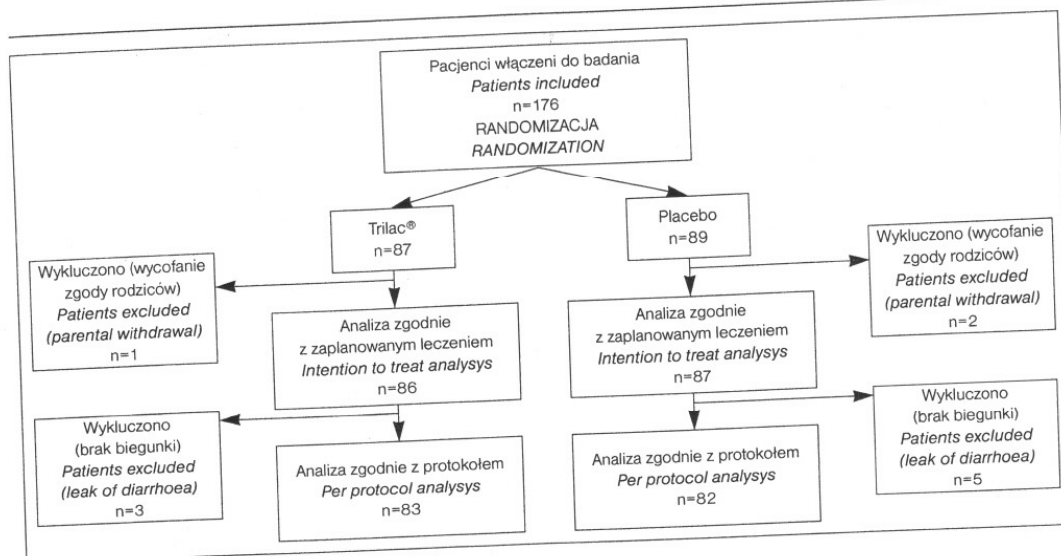 Pacjenci włączeni do badania
Patients included
n=176
RANDOMIZACJA
RANDOMIZATION
Trilac®
n=87
Placebo
n=89
Wykluczono (wycofanie
zgody rodziców)
Patients excluded
(parental withdrawal)
n=1
Wykluczono (wycofanie
zgody rodziców)
Patients excluded
(parental withdrawal)
n=2
Analiza zgodnie
z zaplanowanym leczeniem
Intention to treat analysys
n=86
Analiza zgodnie
z zaplanowanym leczeniem
Intention to treat analysys
n=87
Wykluczono
(brak biegunki)
Patients excluded
(leak of diarrhoea)
n=3
Wykluczono
(brak biegunki)
Patients excluded
(leak of diarrhoea)
n=5
Analiza zgodnie z protokołem
Per protocol analysys
n=83
Analiza zgodnie z protokołem
Per protocol analysys
n=82